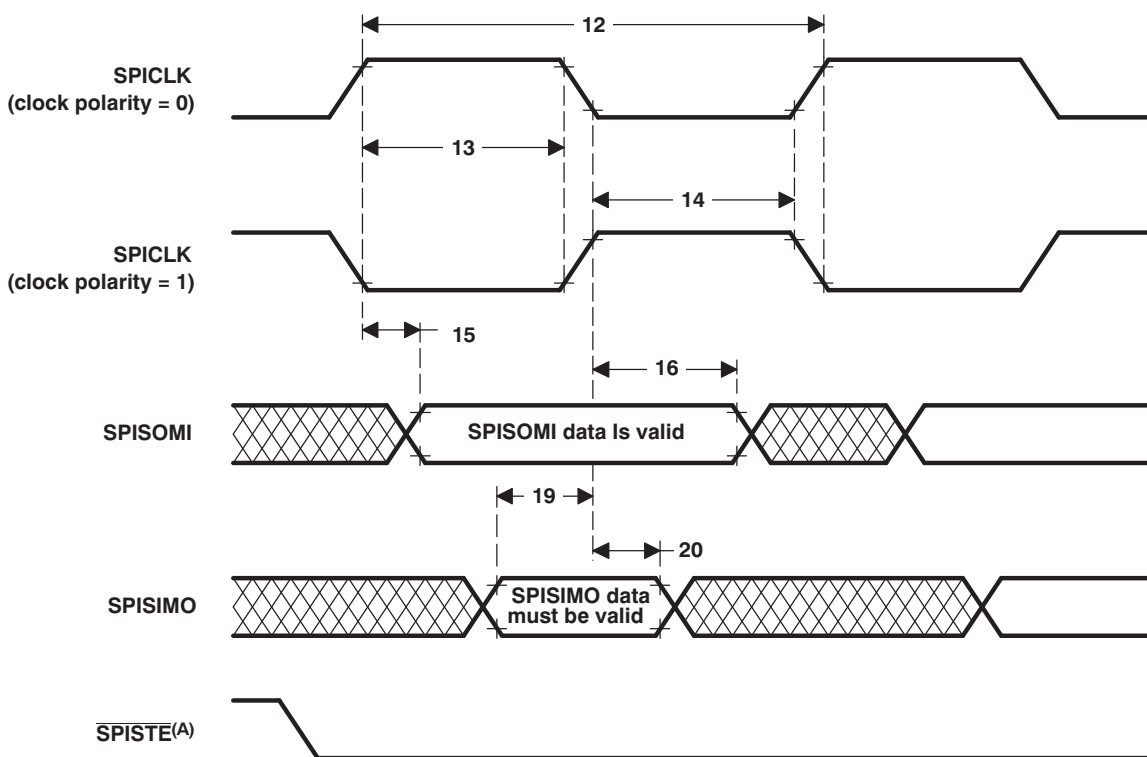 12
SPICLK
(clock polarity = 0)
13
14
SPICLK
(clock polarity = 1)
15
16
SPISOMI
SPISOMI data Is valid
19
20
SPISIMO
SPISIMO data
must be valid
SPISTE(A)